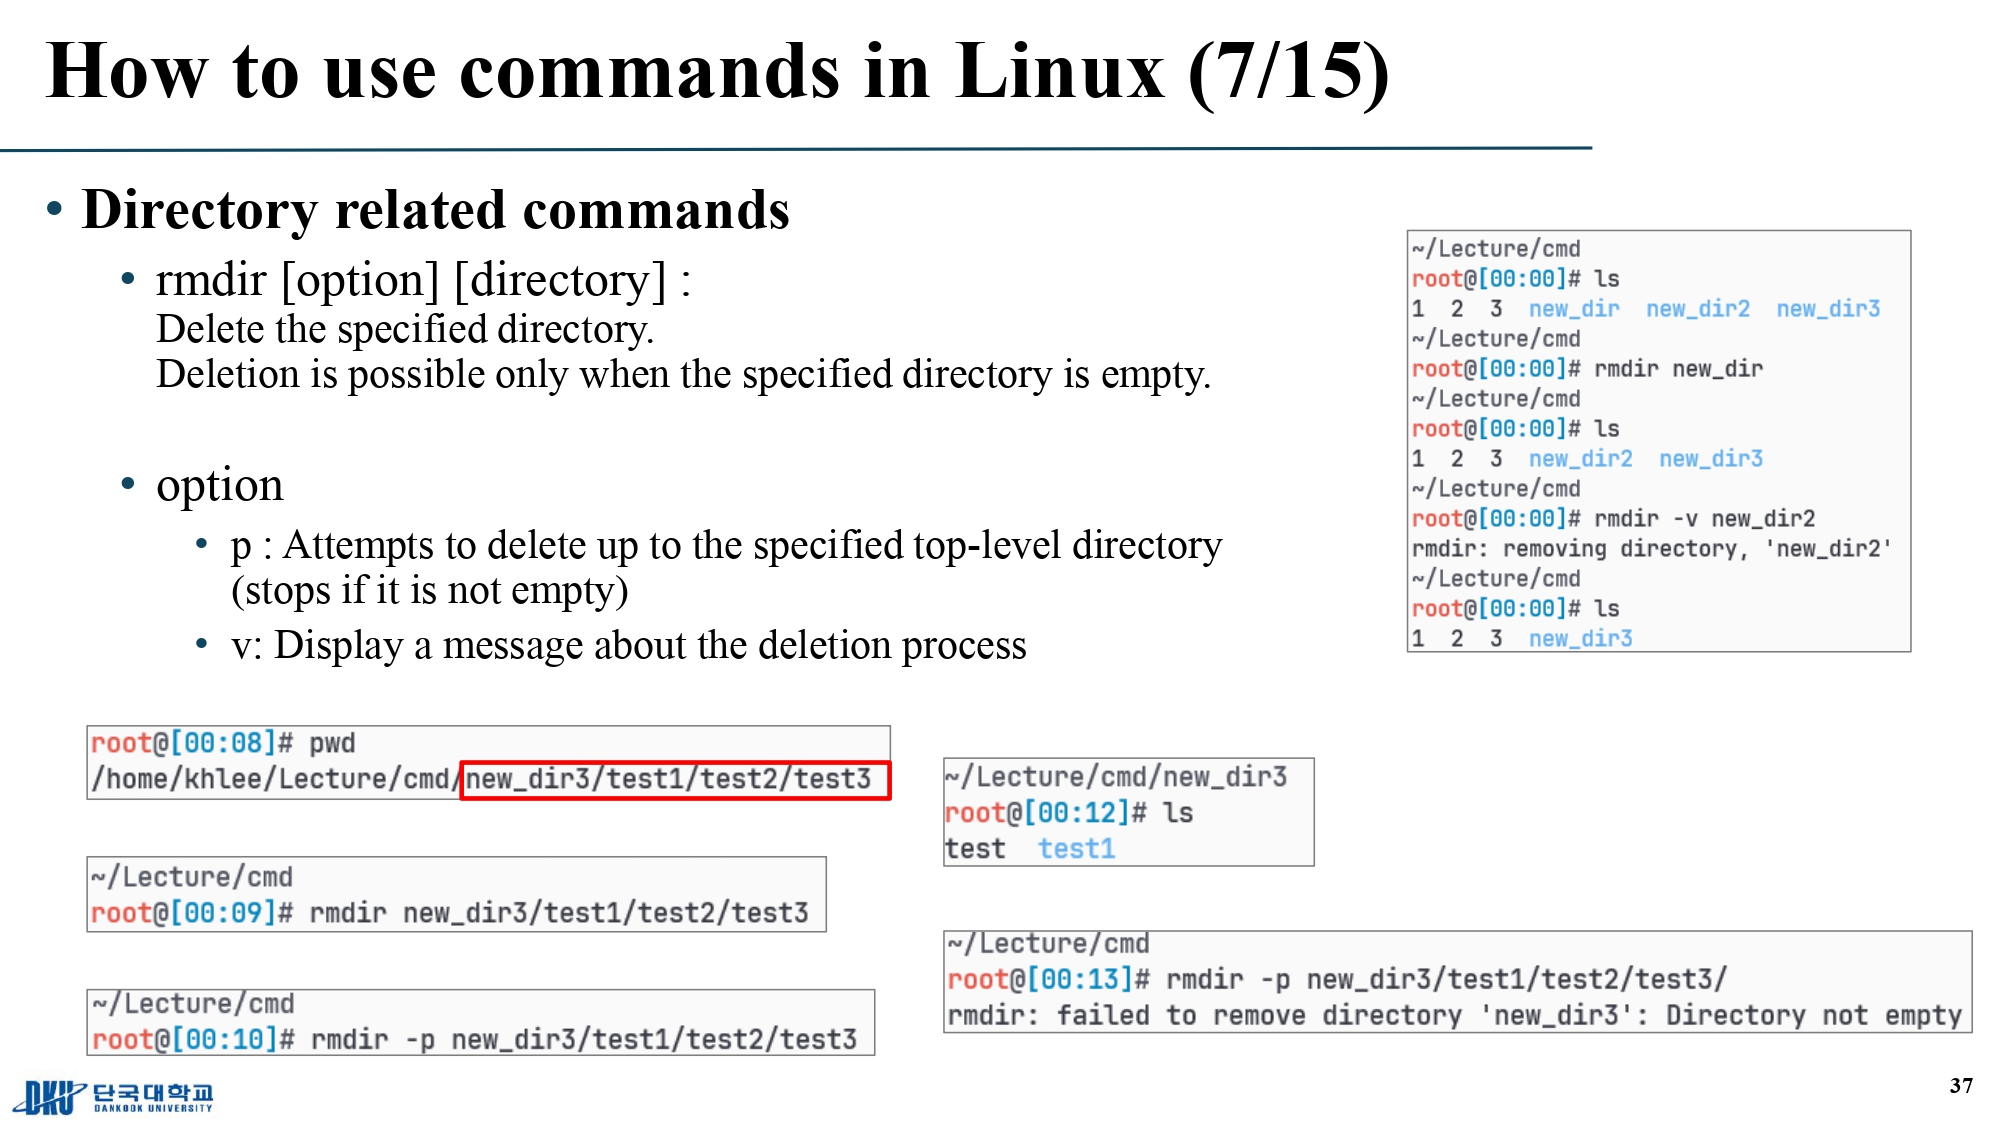 How to use commands in Linux (7/15)
• Directory related commands
• rmdir [option] [directory] :
Delete the specified directory.
Deletion is possible only when the specified directory is empty.
• option
• p : Attempts to delete up to the specified top-level directory
(stops if it is not empty)
• v: Display a message about the deletion process
~/Lecture/cmd
root@[00:00]# ls
1 2 3 new_dir new_dir2 new_dir3
~/Lecture/cmd
root@[00:00]# rmdir new_dir
~/Lecture/cmd
root@[00:00]# ls
1 2 3 new_dir2 new_dir3
~/Lecture/cmd
root@[00:00]# rmdir -v new_dir2
rmdir: removing directory, 'new_dir2'
~/Lecture/cmd
root@[00:00]# ls
1 2 3 new_dir3
root@[00:08]# pwd
/home/khlee/Lecture/cmd/new_dir3/test1/test2/test3
~/Lecture/cmd
root@[00:09]# rmdir new_dir3/test1/test2/test3
~/Lecture/cmd
root@[00:10]# rmdir -p new_dir3/test1/test2/test3
~/Lecture/cmd/new_dir3
root@[00:12]# ls
test test1
~/Lecture/cmd
root@[00:13]# rmdir -p new_dir3/test1/test2/test3/
rmdir: failed to remove directory 'new_dir3': Directory not empty
DKU 단국대학교
DANKOOK UNIVERSITY
37